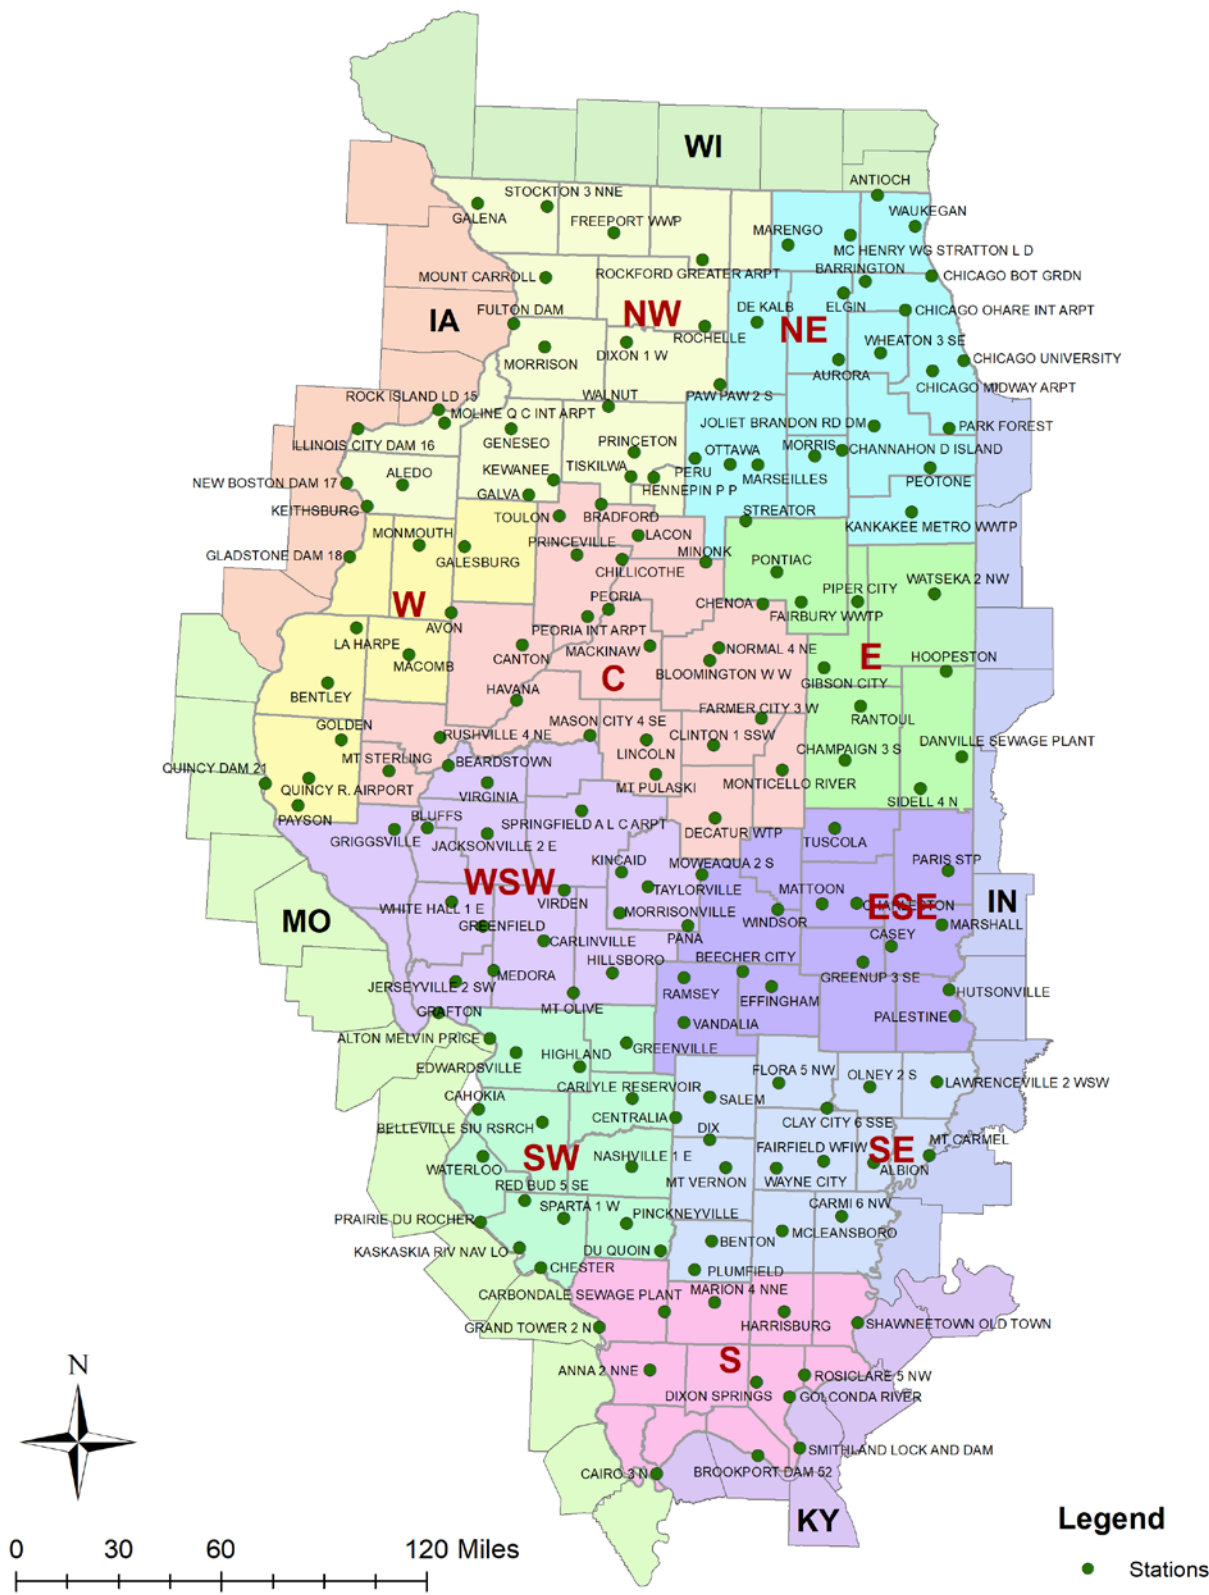 WI
ANTIOCH
STOCKTON 3 NNE
GALENA
FREEPORT WWP
WAUKEGAN
MARENGO
MC HENRY WG STRATTON L D
MOUNT CARROLL
ROCKFORD GREATER ARPT
BARRINGTON
CHICAGO BOT GRDN
FULTON DAM
NW
DE KALB
ELGIN
CHICAGO OHARE INT ARPT
IA
NE
ROCHELLE
WHEATON 3 SE
MORRISON
DIXON 1 W
CHICAGO UNIVERSITY
AURORA
CHICAGO MIDWAY ARPT
ROCK ISLAND LD 15
WALNUT
PAW PAW 2 S
MOLINE Q C INT ARPT
JOLIET BRANDON RD DM
PARK FOREST
ILLINOIS CITY DAM 16
GENESEO
PRINCETON
OTTAWA
MORRIS
CHANNAHON D ISLAND
KEWANEE
TISKILWA
PERU
NEW BOSTON DAM 17
ALEDO
MARSEILLES
PEOTONE
GALVA
HENNEPIN P P
KEITHSBURG
TOULON
BRADFORD
STREATOR
KANKAKEE METRO WWTP
MONMOUTH
LACON
PRINCEVILLE
GLADSTONE DAM 18
GALESBURG
MINONK
CHILLICOTHE
PONTIAC
WATSEKA 2 NW
PIPER CITY
W
PEORIA
CHENOA
FAIRBURY WWTP
AVON
PEORIA INT ARPT
LA HARPE
MACKINAW
NORMAL 4 NE
E
HOOPESTON
MACOMB
CANTON
BLOOMINGTON W W
C
GIBSON CITY
BENTLEY
HAVANA
FARMER CITY 3 W
RANTOUL
GOLDEN
MASON CITY 4 SE
RUSHVILLE 4 NE
CLINTON 1 SSW
DANVILLE SEWAGE PLANT
LINCOLN
CHAMPAIGN 3 S
MT STERLING
BEARDSTOWN
QUINCY DAM 21
MT PULASKI
MONTICELLO RIVER
QUINCY R. AIRPORT
VIRGINIA
SIDELL 4 N
PAYSON
BLUFFS
SPRINGFIELD A L C ARPT
DECATUR WTP
GRIGGSVILLE
JACKSONVILLE 2 E
TUSCOLA
KINCAID
MOWEAQUA 2 S
PARIS STP
WSW
TAYLORVILLE
MATTOON
IN
WHITE HALL 1 E
VIRDEN
CHARLESTON
ESE
MO
MORRISONVILLE
WINDSOR
GREENFIELD
MARSHALL
CARLINVILLE
PANA
CASEY
HILLSBORO
BEECHER CITY
MEDORA
GREENUP 3 SE
JERSEYVILLE 2 SW
RAMSEY
EFFINGHAM
HUTSONVILLE
MT OLIVE
GRAFTON
VANDALIA
PALESTINE
ALTON MELVIN PRICE
GREENVILLE
EDWARDSVILLE
HIGHLAND
FLORA 5 NW
OLNEY 2 S
LAWRENCEVILLE 2 WSW
CARLYLE RESERVOIR
CAHOKIA
SALEM
CENTRALIA
CLAY CITY 6 SSE
BELLEVILLE SIU RSRCH
DIX
MT CARMEL
FAIRFIELD WFIW
SE
SW
NASHVILLE 1 E
WATERLOO
ALBION
MT VERNON
WAYNE CITY
RED BUD 5 SE
SPARTA 1 W
CARMI 6 NW
PRAIRIE DU ROCHER
PINCKNEYVILLE
MCLEANSBORO
BENTON
KASKASKIA RIV NAV LO
DU QUOIN
CHESTER
PLUMFIELD
CARBONDALE SEWAGE PLANT
MARION 4 NNE
HARRISBURG
GRAND TOWER 2 N
SHAWNEETOWN OLD TOWN
S
ANNA 2 NNE
ROSICLARE 5 NW
DIXON SPRINGS
GOLCONDA RIVER
SMITHLAND LOCK AND DAM
CAIRO 3 N
BROOKPORT DAM 52
KY
N
Legend
Stations
0 30 60 120 Miles